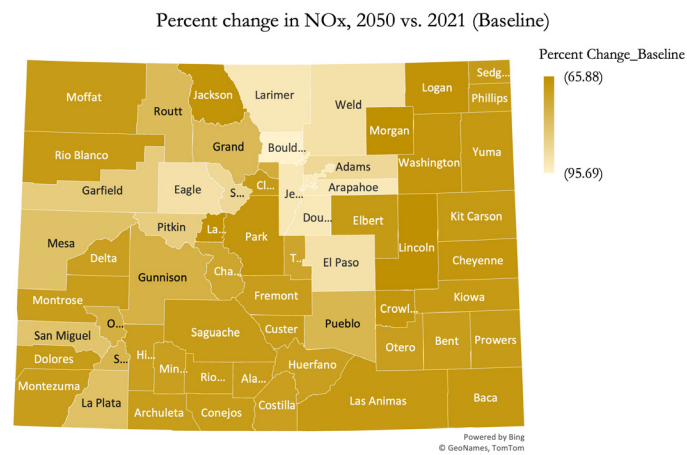 Percent change in NOx, 2050 vs. 2021 (Baseline)
Percent Change_Baseline
(65.88)
(95.69)
Moffat
Routt
Jackson
Larimer
Weld
Logan
Sedg...
Phillips
Morgan
Rio Blanco
Grand
Boul...
Washington
Yuma
Adams
Garfield
Eagle
S...
Cl...
Je...
Arapahoe
Pitkin
La...
Park
Dou...
Elbert
Lincoln
Kit Carson
Mesa
Delta
Gunnison
Cha...
T...
El Paso
Cheyenne
Montrose
Fremont
Crowl...
Kiowa
San Miguel
O...
Saguache
Custer
Pueblo
Otero
Bent
Prowers
Dolores
S...
Hi...
Min...
Rio...
Ala...
Huerfano
Montezuma
La Plata
Archuleta
Conejos
Costilla
Las Animas
Baca
Powered by Bing
© GeoNames, TomTom